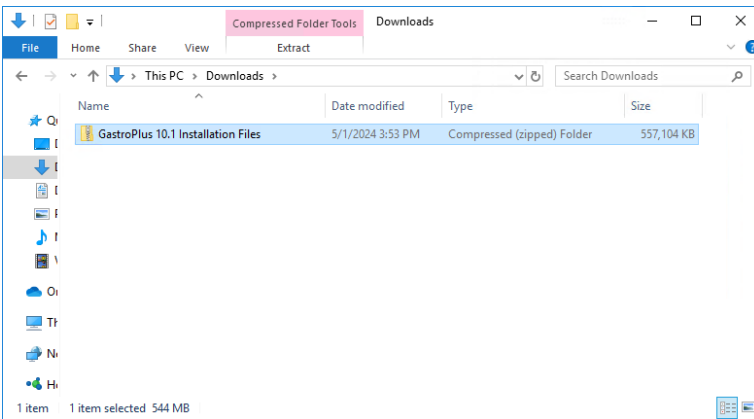 Compressed Folder Tools Downloads
File Home Share View Extract
This PC > Downloads > Search Downloads
Name Date modified Type Size
GastroPlus 10.1 Installation Files 5/1/2024 3:53 PM Compressed (zipped) Folder 557,104 KB
1 item 1 item selected 544 MB